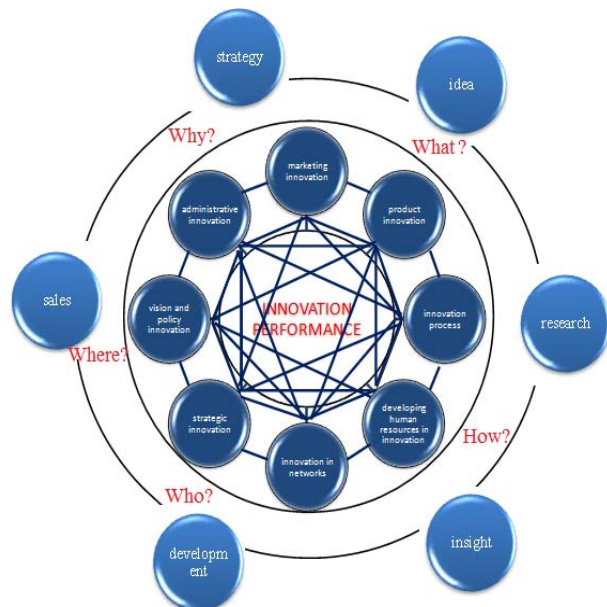 strategy
idea
Why?
What ?
marketing
innovation
administrative
innovation
product
innovation
sales
vision and
policy
innovation
INNOVATION
PERFORMANCE
innovation
process
research
Where?
strategic
innovation
developing
human
resources in
innovation
How?
innovation in
networks
Who?
developm
ent
insight